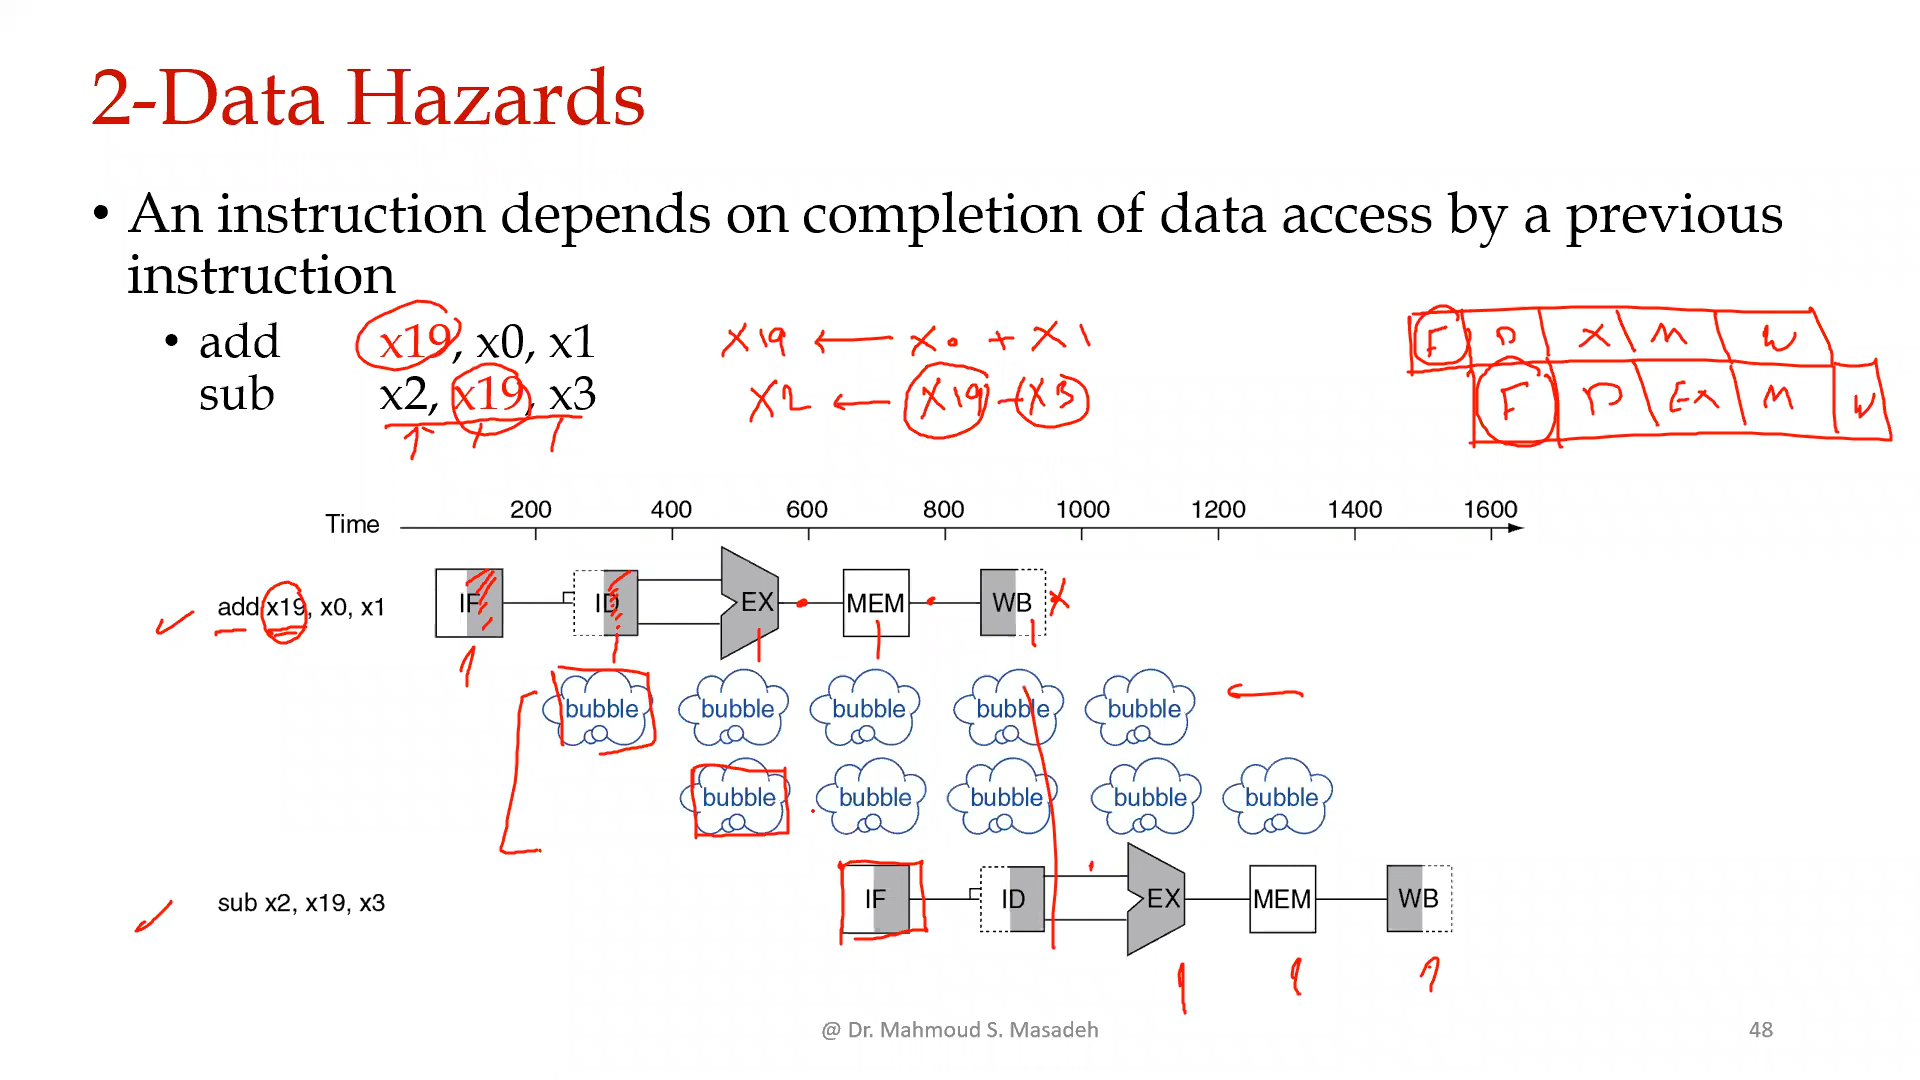 2-Data Hazards
• An instruction depends on completion of data access by a previous
instruction
• add x19, x0, x1
x19 ← x0 + x1
F D X M W
sub x2, x19, x3
x2 ← x19 - x3
F D EX M W
Time 200 400 600 800 1000 1200 1400 1600
add x19, x0, x1
IF ID EX MEM WB
bubble bubble bubble bubble bubble
bubble bubble bubble bubble bubble
sub x2, x19, x3
IF ID EX MEM WB
@ Dr. Mahmoud S. Masadeh
48